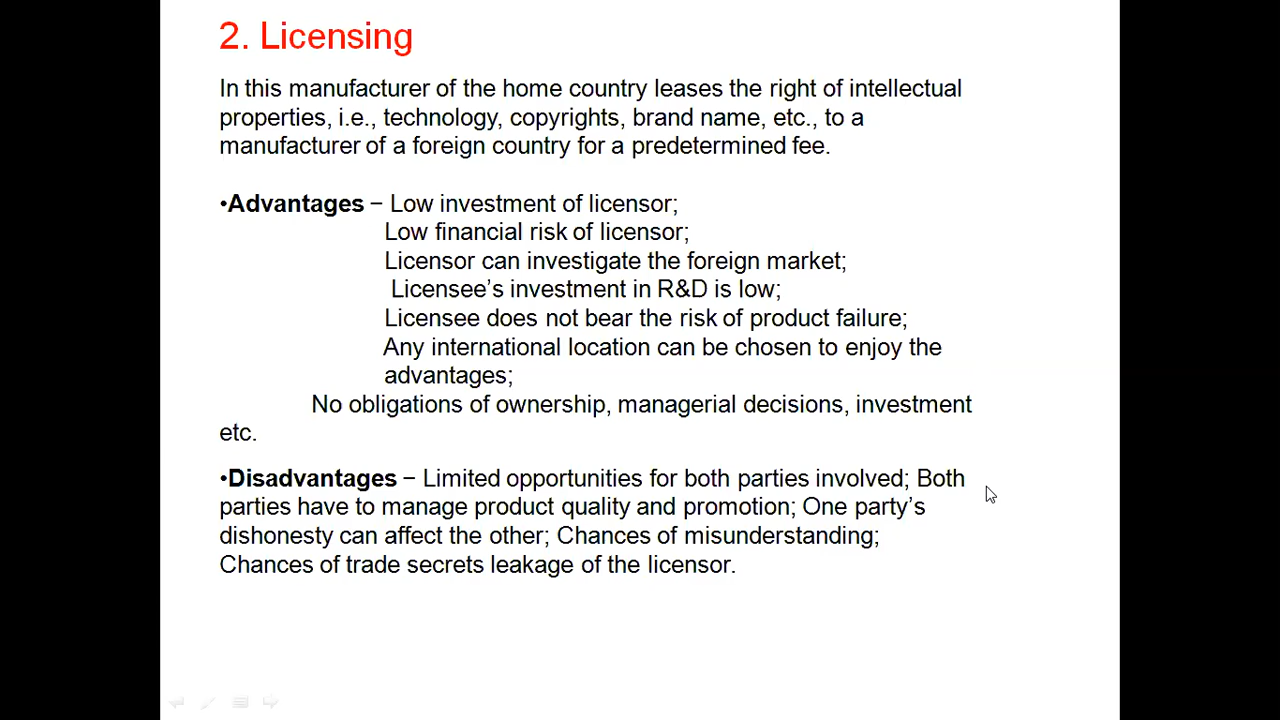 2. Licensing
In this manufacturer of the home country leases the right of intellectual
properties, i.e., technology, copyrights, brand name, etc., to a
manufacturer of a foreign country for a predetermined fee.
•Advantages − Low investment of licensor;
Low financial risk of licensor;
Licensor can investigate the foreign market;
Licensee’s investment in R&D is low;
Licensee does not bear the risk of product failure;
Any international location can be chosen to enjoy the
advantages;
No obligations of ownership, managerial decisions, investment
etc.
•Disadvantages − Limited opportunities for both parties involved; Both
parties have to manage product quality and promotion; One party’s
dishonesty can affect the other; Chances of misunderstanding;
Chances of trade secrets leakage of the licensor.